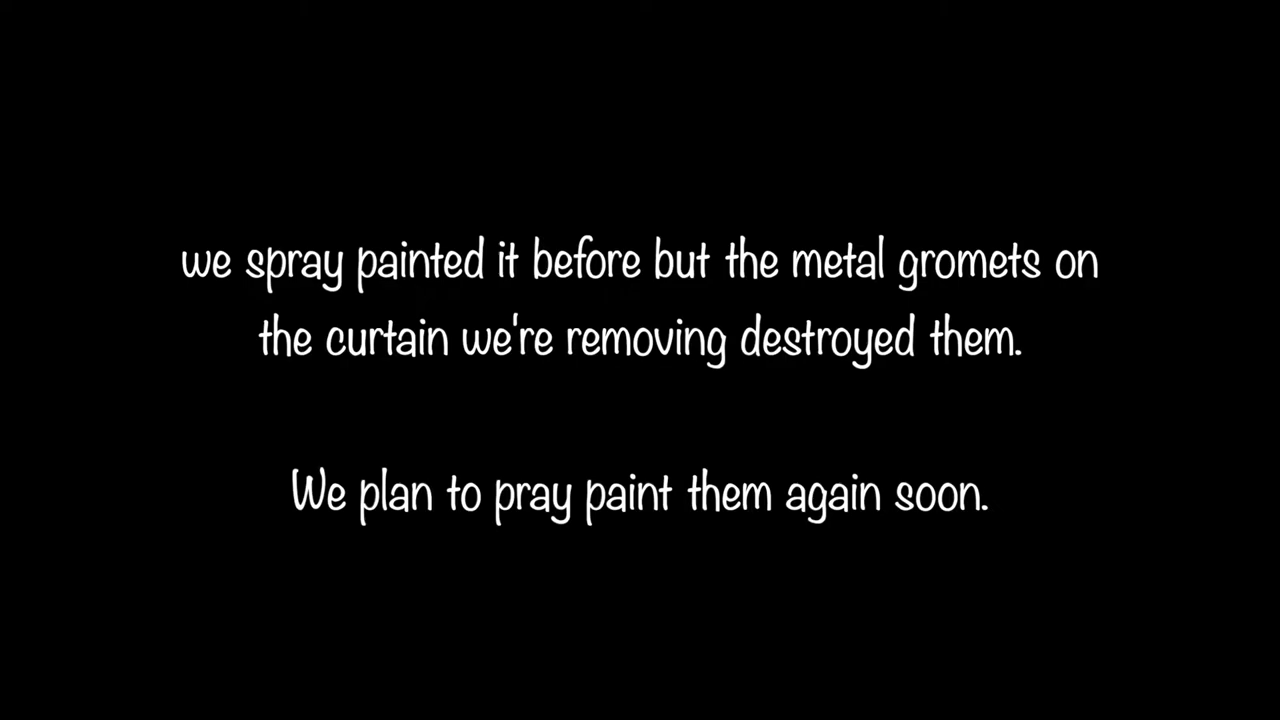 we spray painted it before but the metal gromets on
the curtain we're removing destroyed them.
We plan to pray paint them again soon.